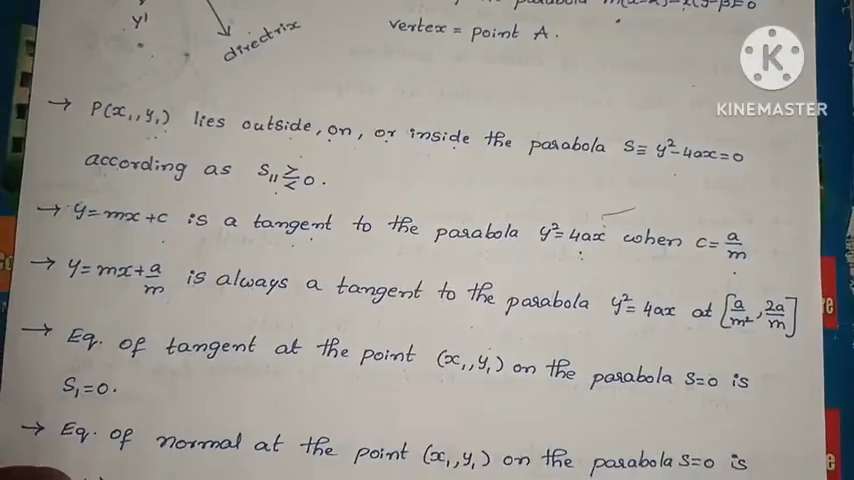 parabola
Y'
directrix
vertex = point A.
K
KINEMASTER
→ P(x₁, y₁) lies outside, on, or inside the parabola S ≡ y² - 4ax = 0
according as S₁₁ ⪌ 0.
→ y = mx + c is a tangent to the parabola y² = 4ax when c = a/m
→ y = mx + a/m is always a tangent to the parabola y² = 4ax at [a/m², 2a/m]
→ Eq. of tangent at the point (x₁, y₁) on the parabola S=0 is
S₁ = 0.
→ Eq. of normal at the point (x₁, y₁) on the parabola S=0 is